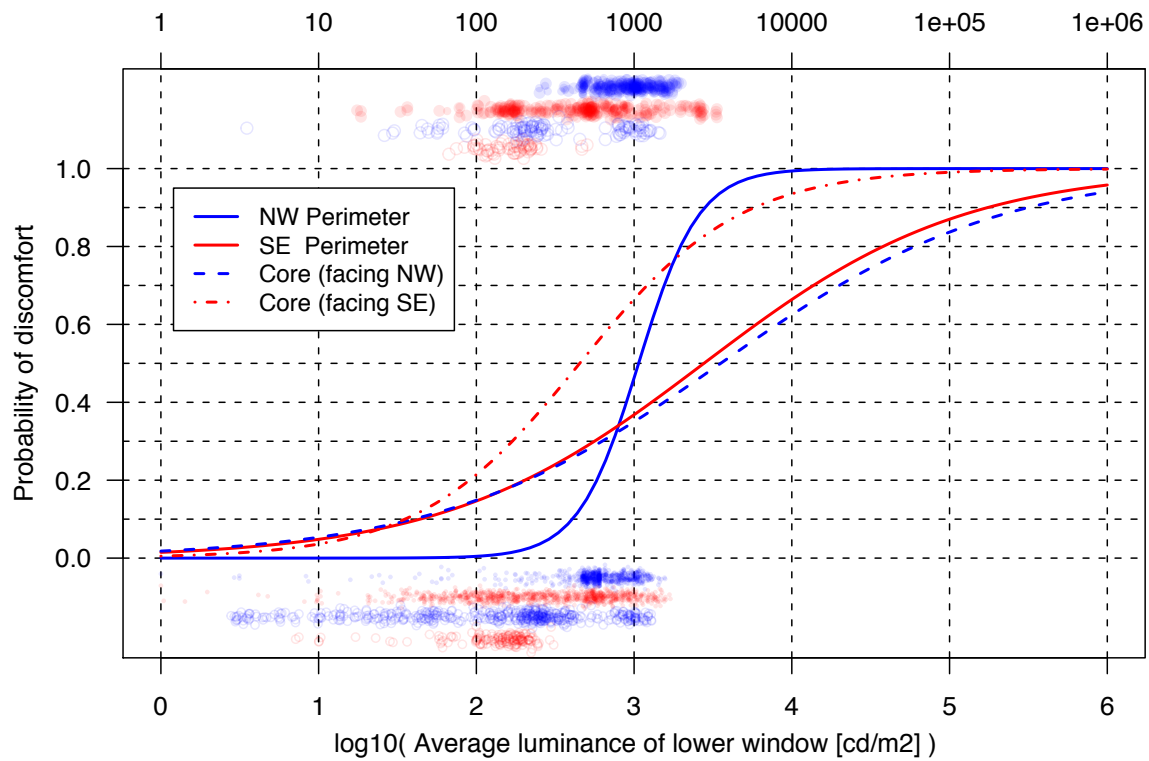 1 10 100 1000 10000 1e+05 1e+06
1.0
0.8
0.6
0.4
0.2
0.0
Probability of discomfort
NW Perimeter
SE Perimeter
Core (facing NW)
Core (facing SE)
0 1 2 3 4 5 6
log10( Average luminance of lower window [cd/m2] )